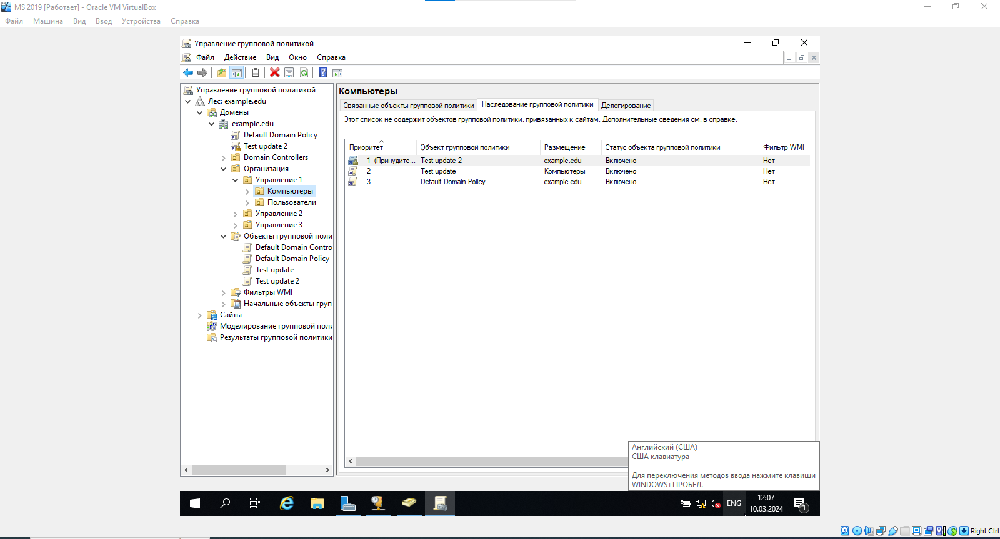 MS 2019 [Работает] - Oracle VM VirtualBox
Файл Машина Вид Ввод Устройства Справка
Управление групповой политикой
Файл Действие Вид Окно Справка
Управление групповой политикой
Лес: example.edu
Домены
example.edu
Default Domain Policy
Test update 2
Domain Controllers
Организация
Управление 1
Компьютеры
Пользователи
Управление 2
Управление 3
Объекты групповой поли
Default Domain Contro
Default Domain Policy
Test update
Test update 2
Фильтры WMI
Начальные объекты груп
Сайты
Моделирование групповой поли
Результаты групповой политики
Компьютеры
Связанные объекты групповой политики Наследование групповой политики Делегирование
Этот список не содержит объектов групповой политики, привязанных к сайтам. Дополнительные сведения см. в справке.
Приоритет Объект групповой политики Размещение Статус объекта групповой политики Фильтр WMI
1 (Принудите... Test update 2 example.edu Включено Нет
2 Test update Компьютеры Включено Нет
3 Default Domain Policy example.edu Включено Нет
Английский (США)
США клавиатура
Для переключения методов ввода нажмите клавиши
WINDOWS+ПРОБЕЛ.
ENG
12:07
10.03.2024
1
Right Ctrl